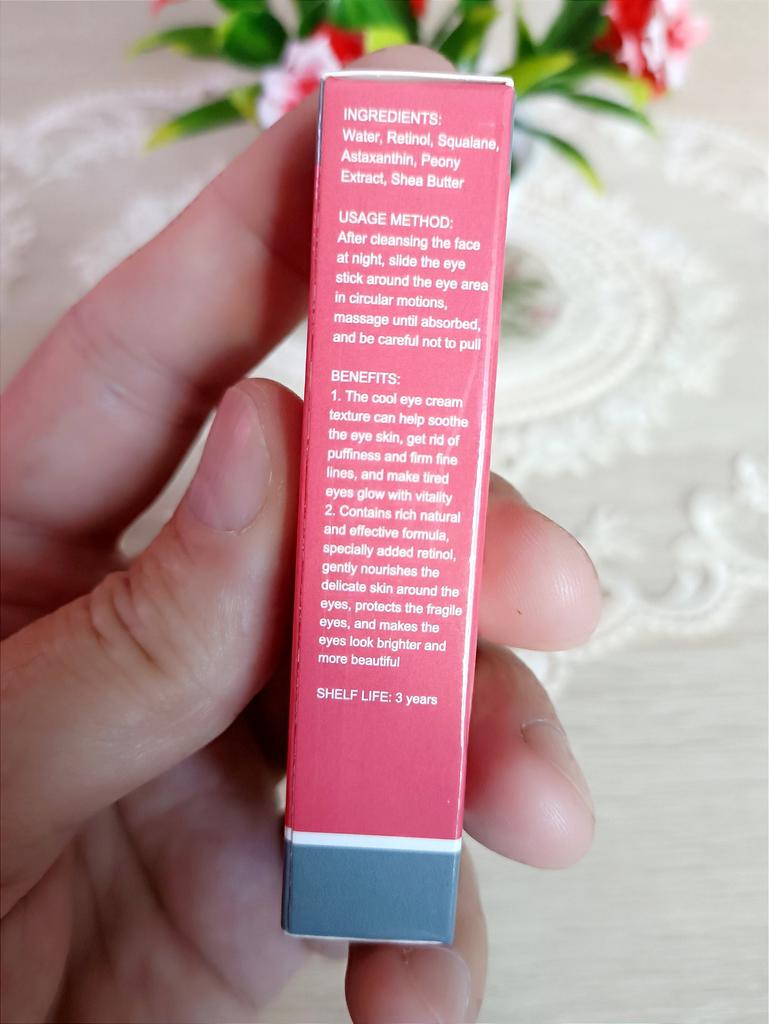 INGREDIENTS:
Water, Retinol, Squalane,
Astaxanthin, Peony
Extract, Shea Butter
USAGE METHOD:
After cleansing the face
at night, slide the eye
stick around the eye area
in circular motions,
massage until absorbed,
and be careful not to pull
BENEFITS:
1. The cool eye cream
texture can help soothe
the eye skin, get rid of
puffiness and firm fine
lines, and make tired
eyes glow with vitality
2. Contains rich natural
and effective formula,
specially added retinol,
gently nourishes the
delicate skin around the
eyes, protects the fragile
eyes, and makes the
eyes look brighter and
more beautiful
SHELF LIFE: 3 years